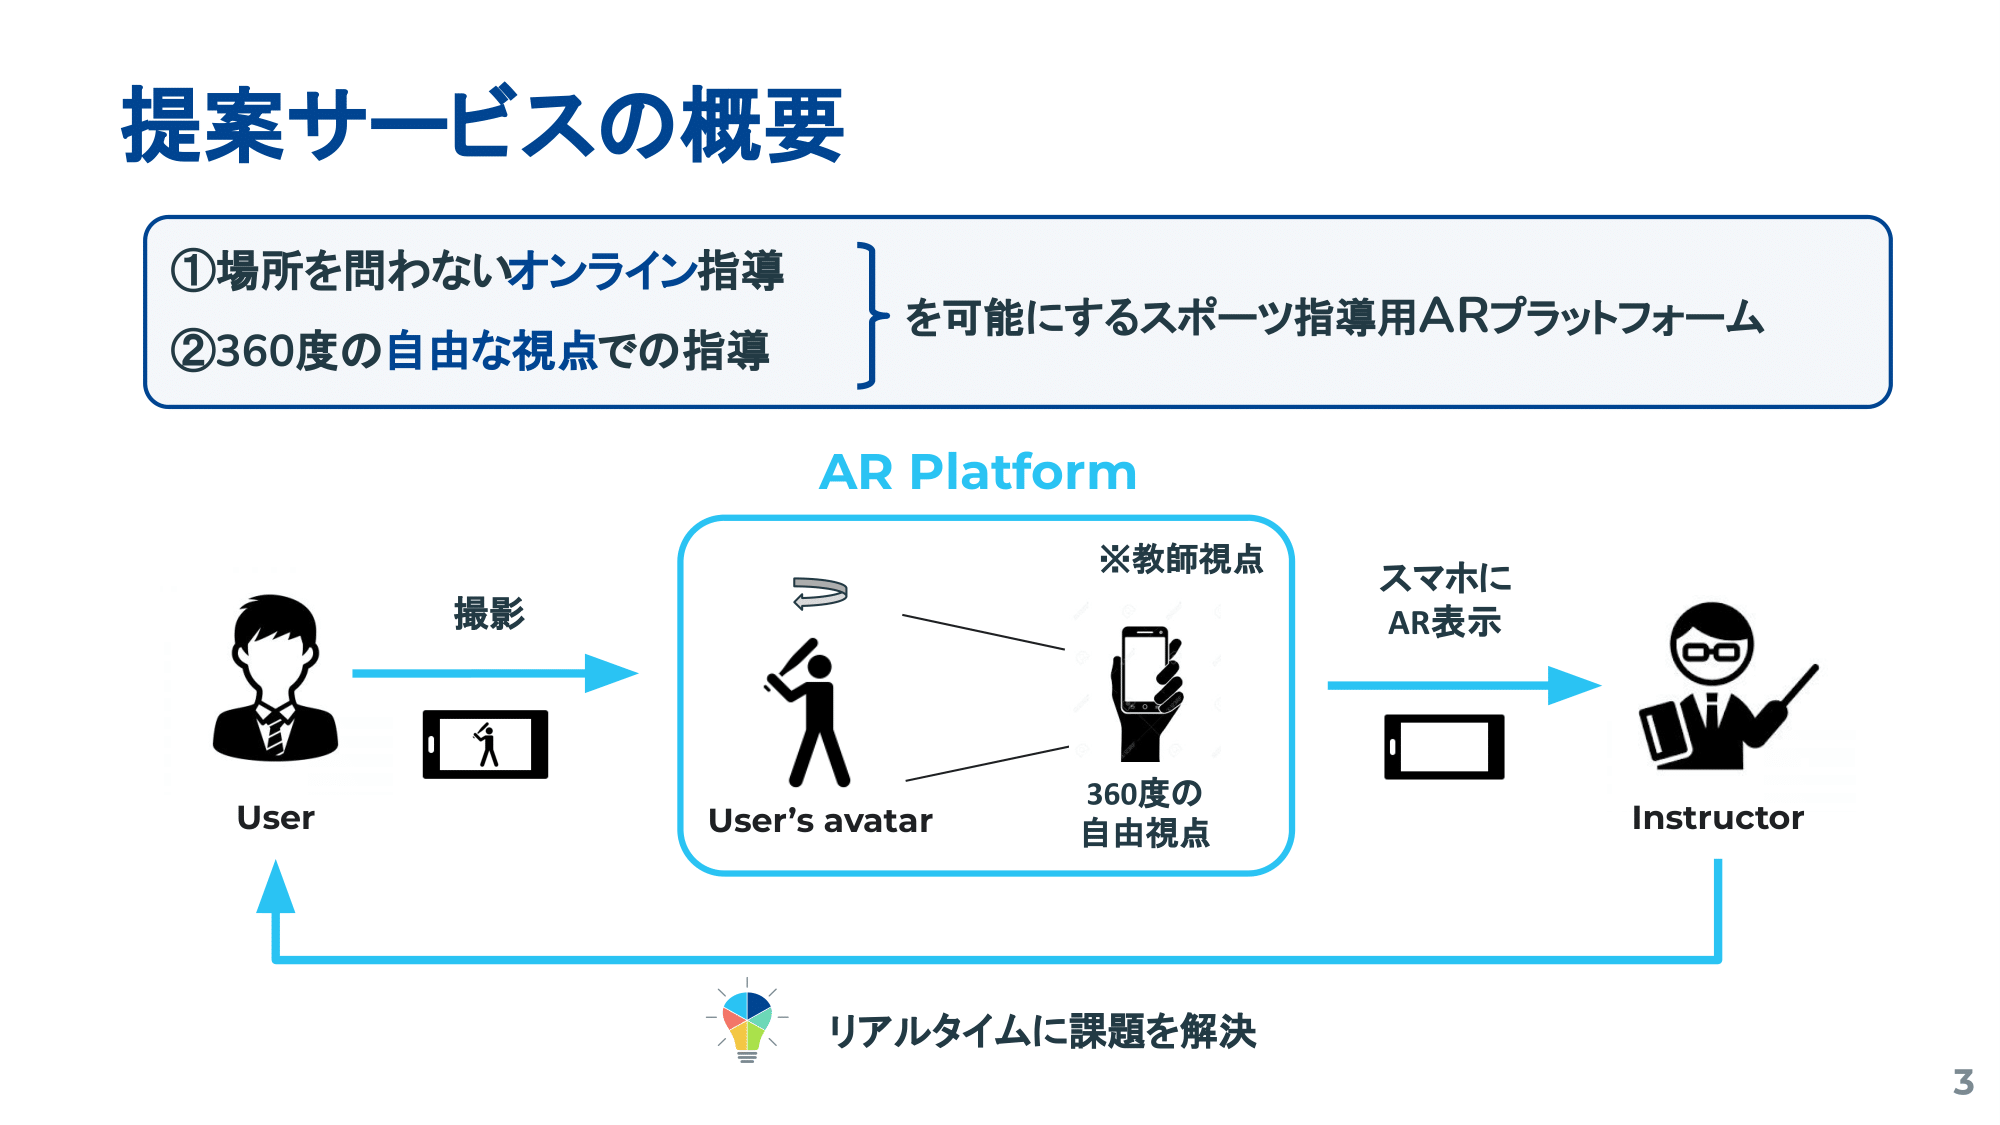 提案サービスの概要
①場所を問わないオンライン指導
②360度の自由な視点での指導
を可能にするスポーツ指導用ARプラットフォーム
AR Platform
※教師視点
撮影
スマホに
AR表示
360度の
自由視点
User
User's avatar
Instructor
リアルタイムに課題を解決
3